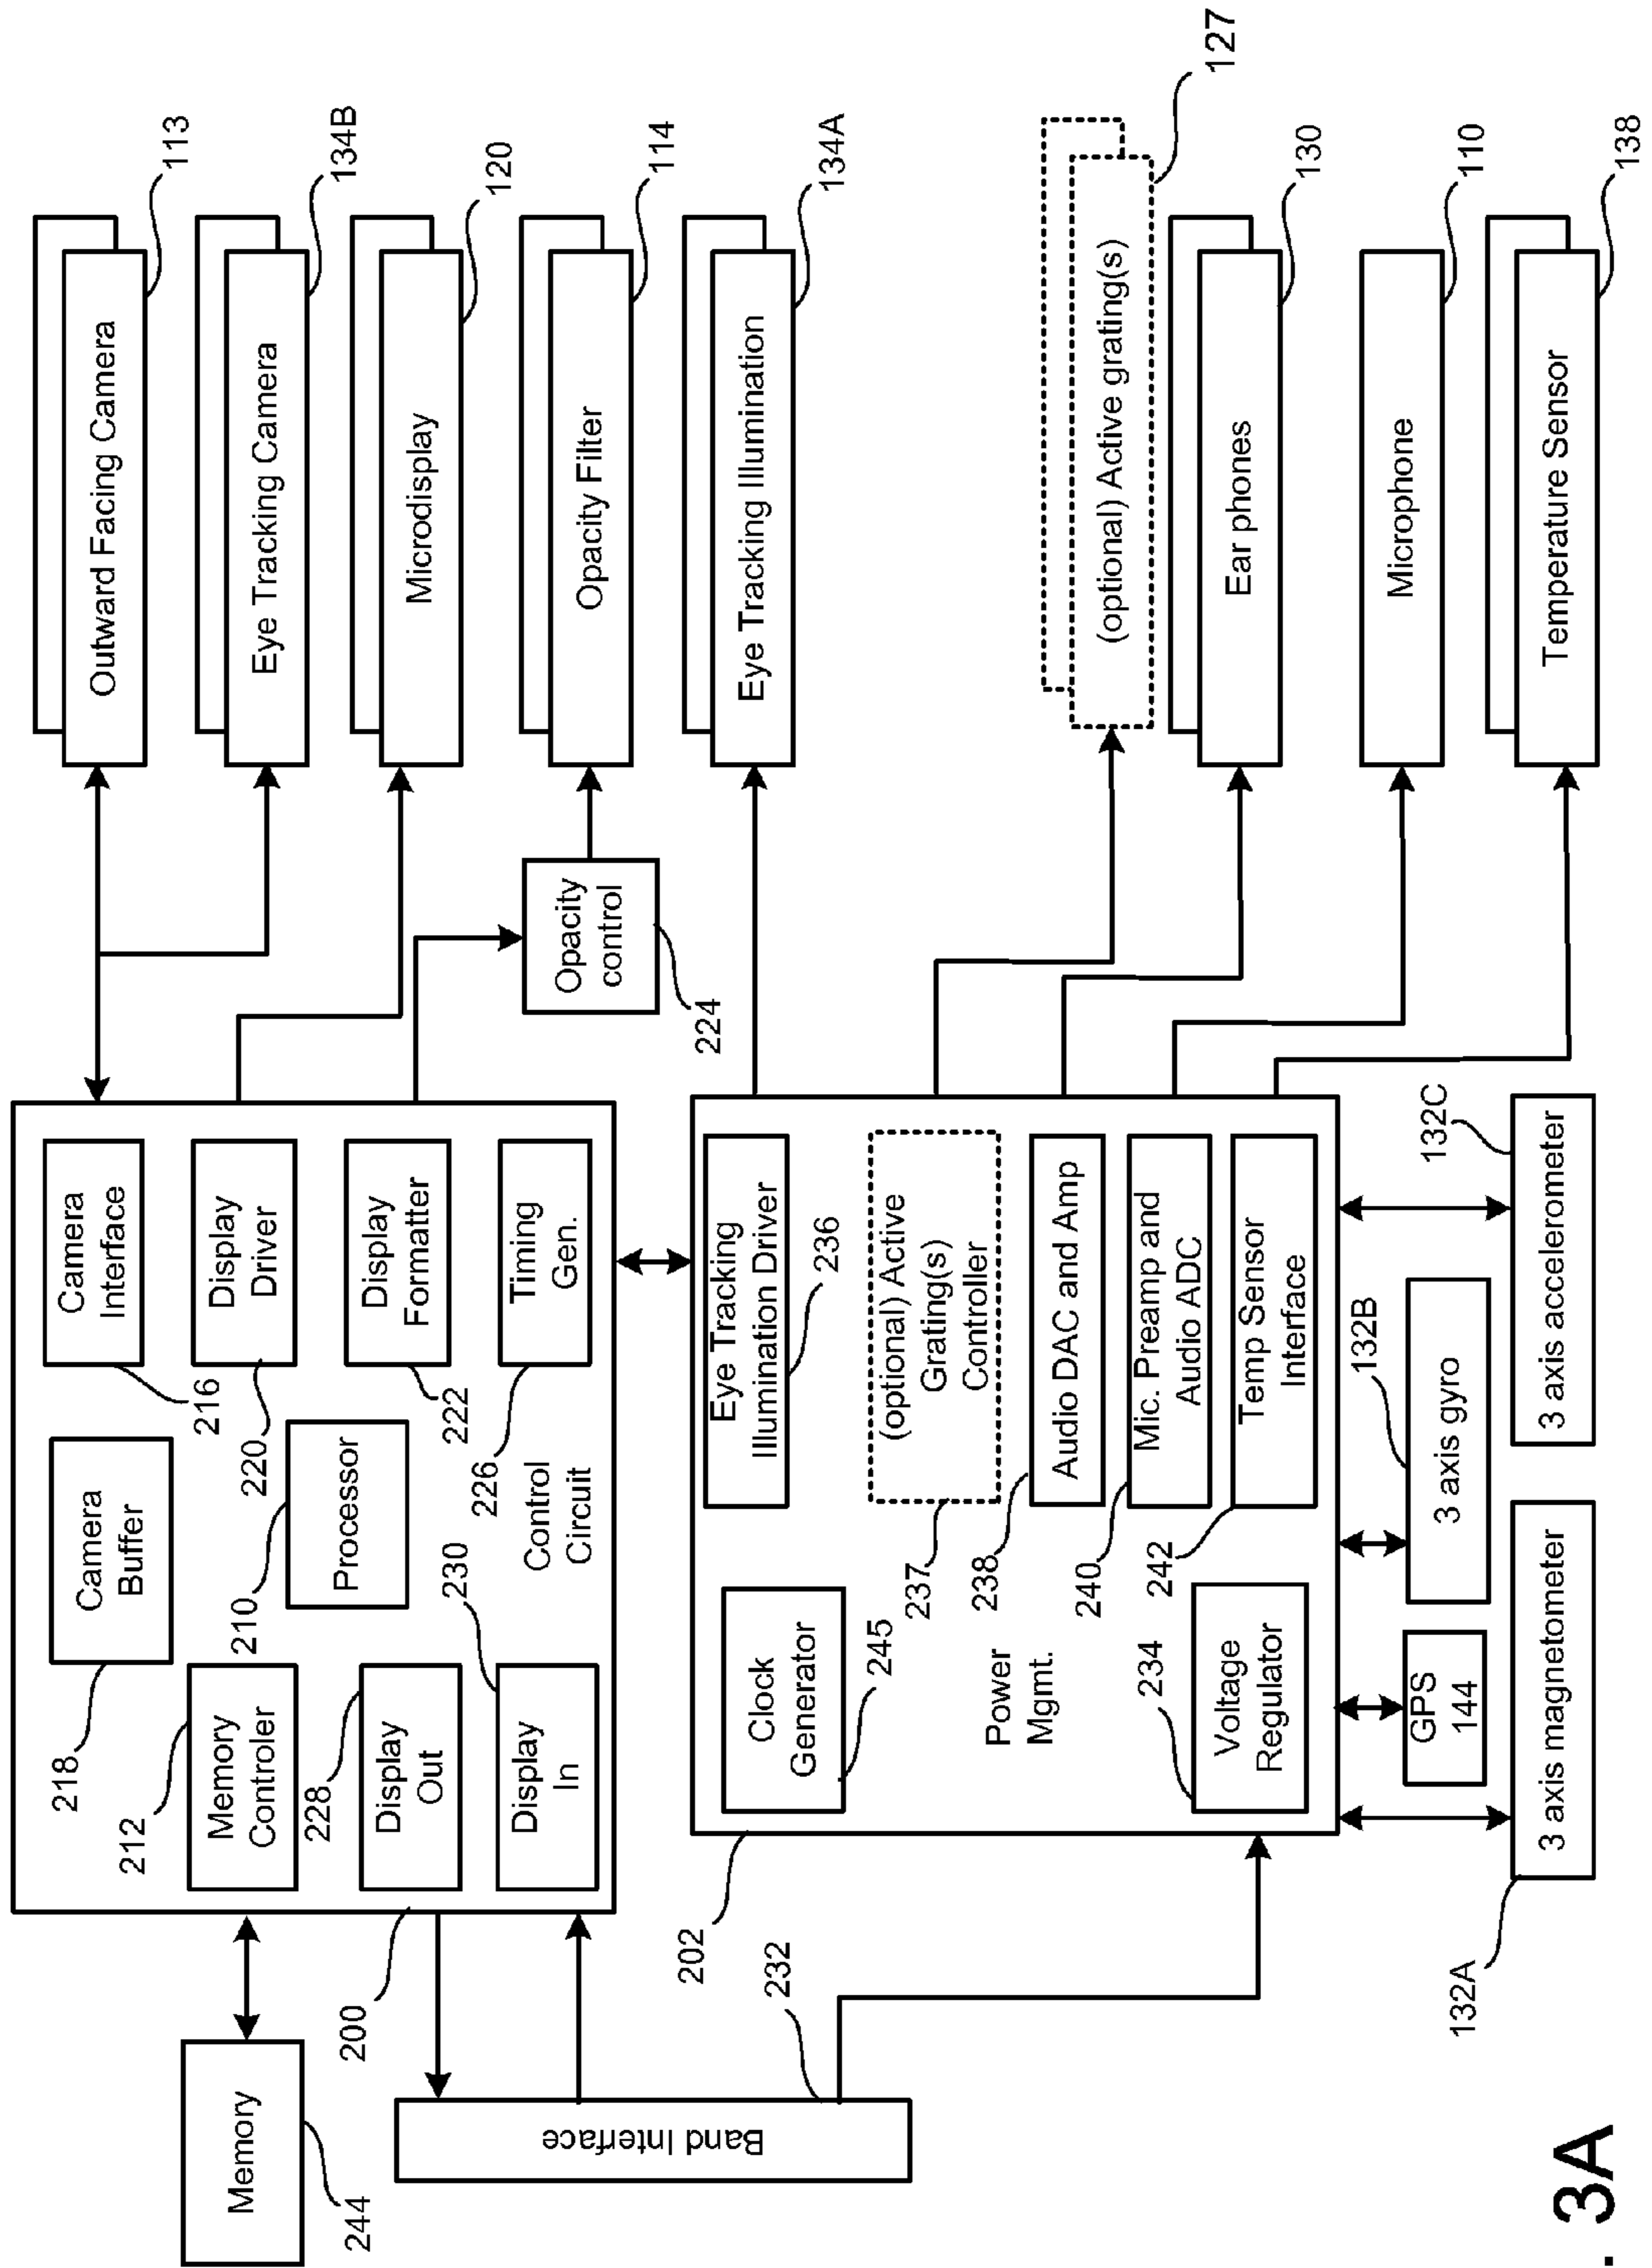 Outward Facing Camera
113
Eye Tracking Camera
134B
Microdisplay
120
Opacity Filter
114
Eye Tracking Illumination
134A
(optional) Active grating(s)
127
Ear phones
130
Microphone
110
Temperature Sensor
138
Opacity
control
224
Camera
Interface
216
Display
Driver
220
Display
Formatter
222
Timing
Gen.
226
Camera
Buffer
218
Processor
210
Control
Circuit
Memory
Controler
212
Display
Out
228
Display
In
230
200
Memory
244
Band Interface
232
202
Eye Tracking
Illumination Driver
236
(optional) Active
Grating(s)
Controller
237
Audio DAC and Amp
238
Mic. Preamp and
Audio ADC
240
Temp Sensor
Interface
242
Clock
Generator
245
Power
Mgmt.
Voltage
Regulator
234
GPS
144
3 axis magnetometer
132A
3 axis gyro
132B
3 axis accelerometer
132C
. 3A